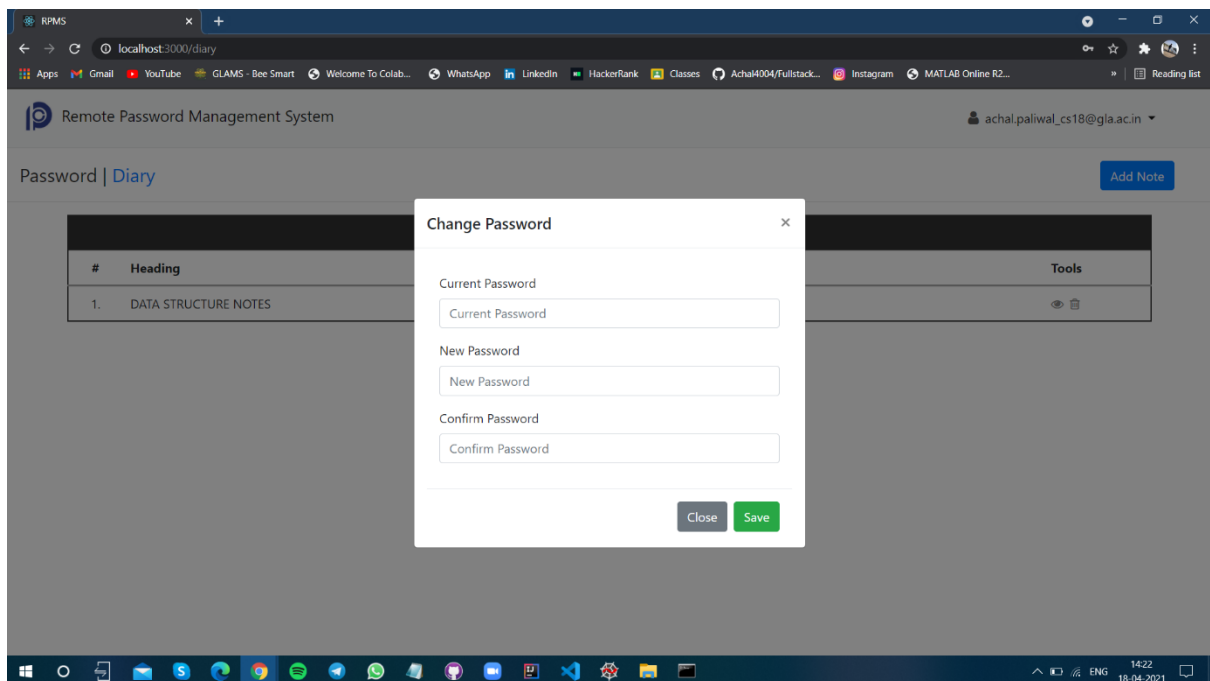 RPMS
localhost:3000/diary
Apps Gmail YouTube GLAMS - Bee Smart Welcome To Colab... WhatsApp LinkedIn HackerRank Classes Achal4004/Fullstack... Instagram MATLAB Online R2... » Reading list
Remote Password Management System achal.paliwal_cs18@gla.ac.in
Password | Diary Add Note
Change Password ×
# Heading Tools
1. DATA STRUCTURE NOTES
Current Password
Current Password
New Password
New Password
Confirm Password
Confirm Password
Close Save
ENG 14:22
18-04-2021